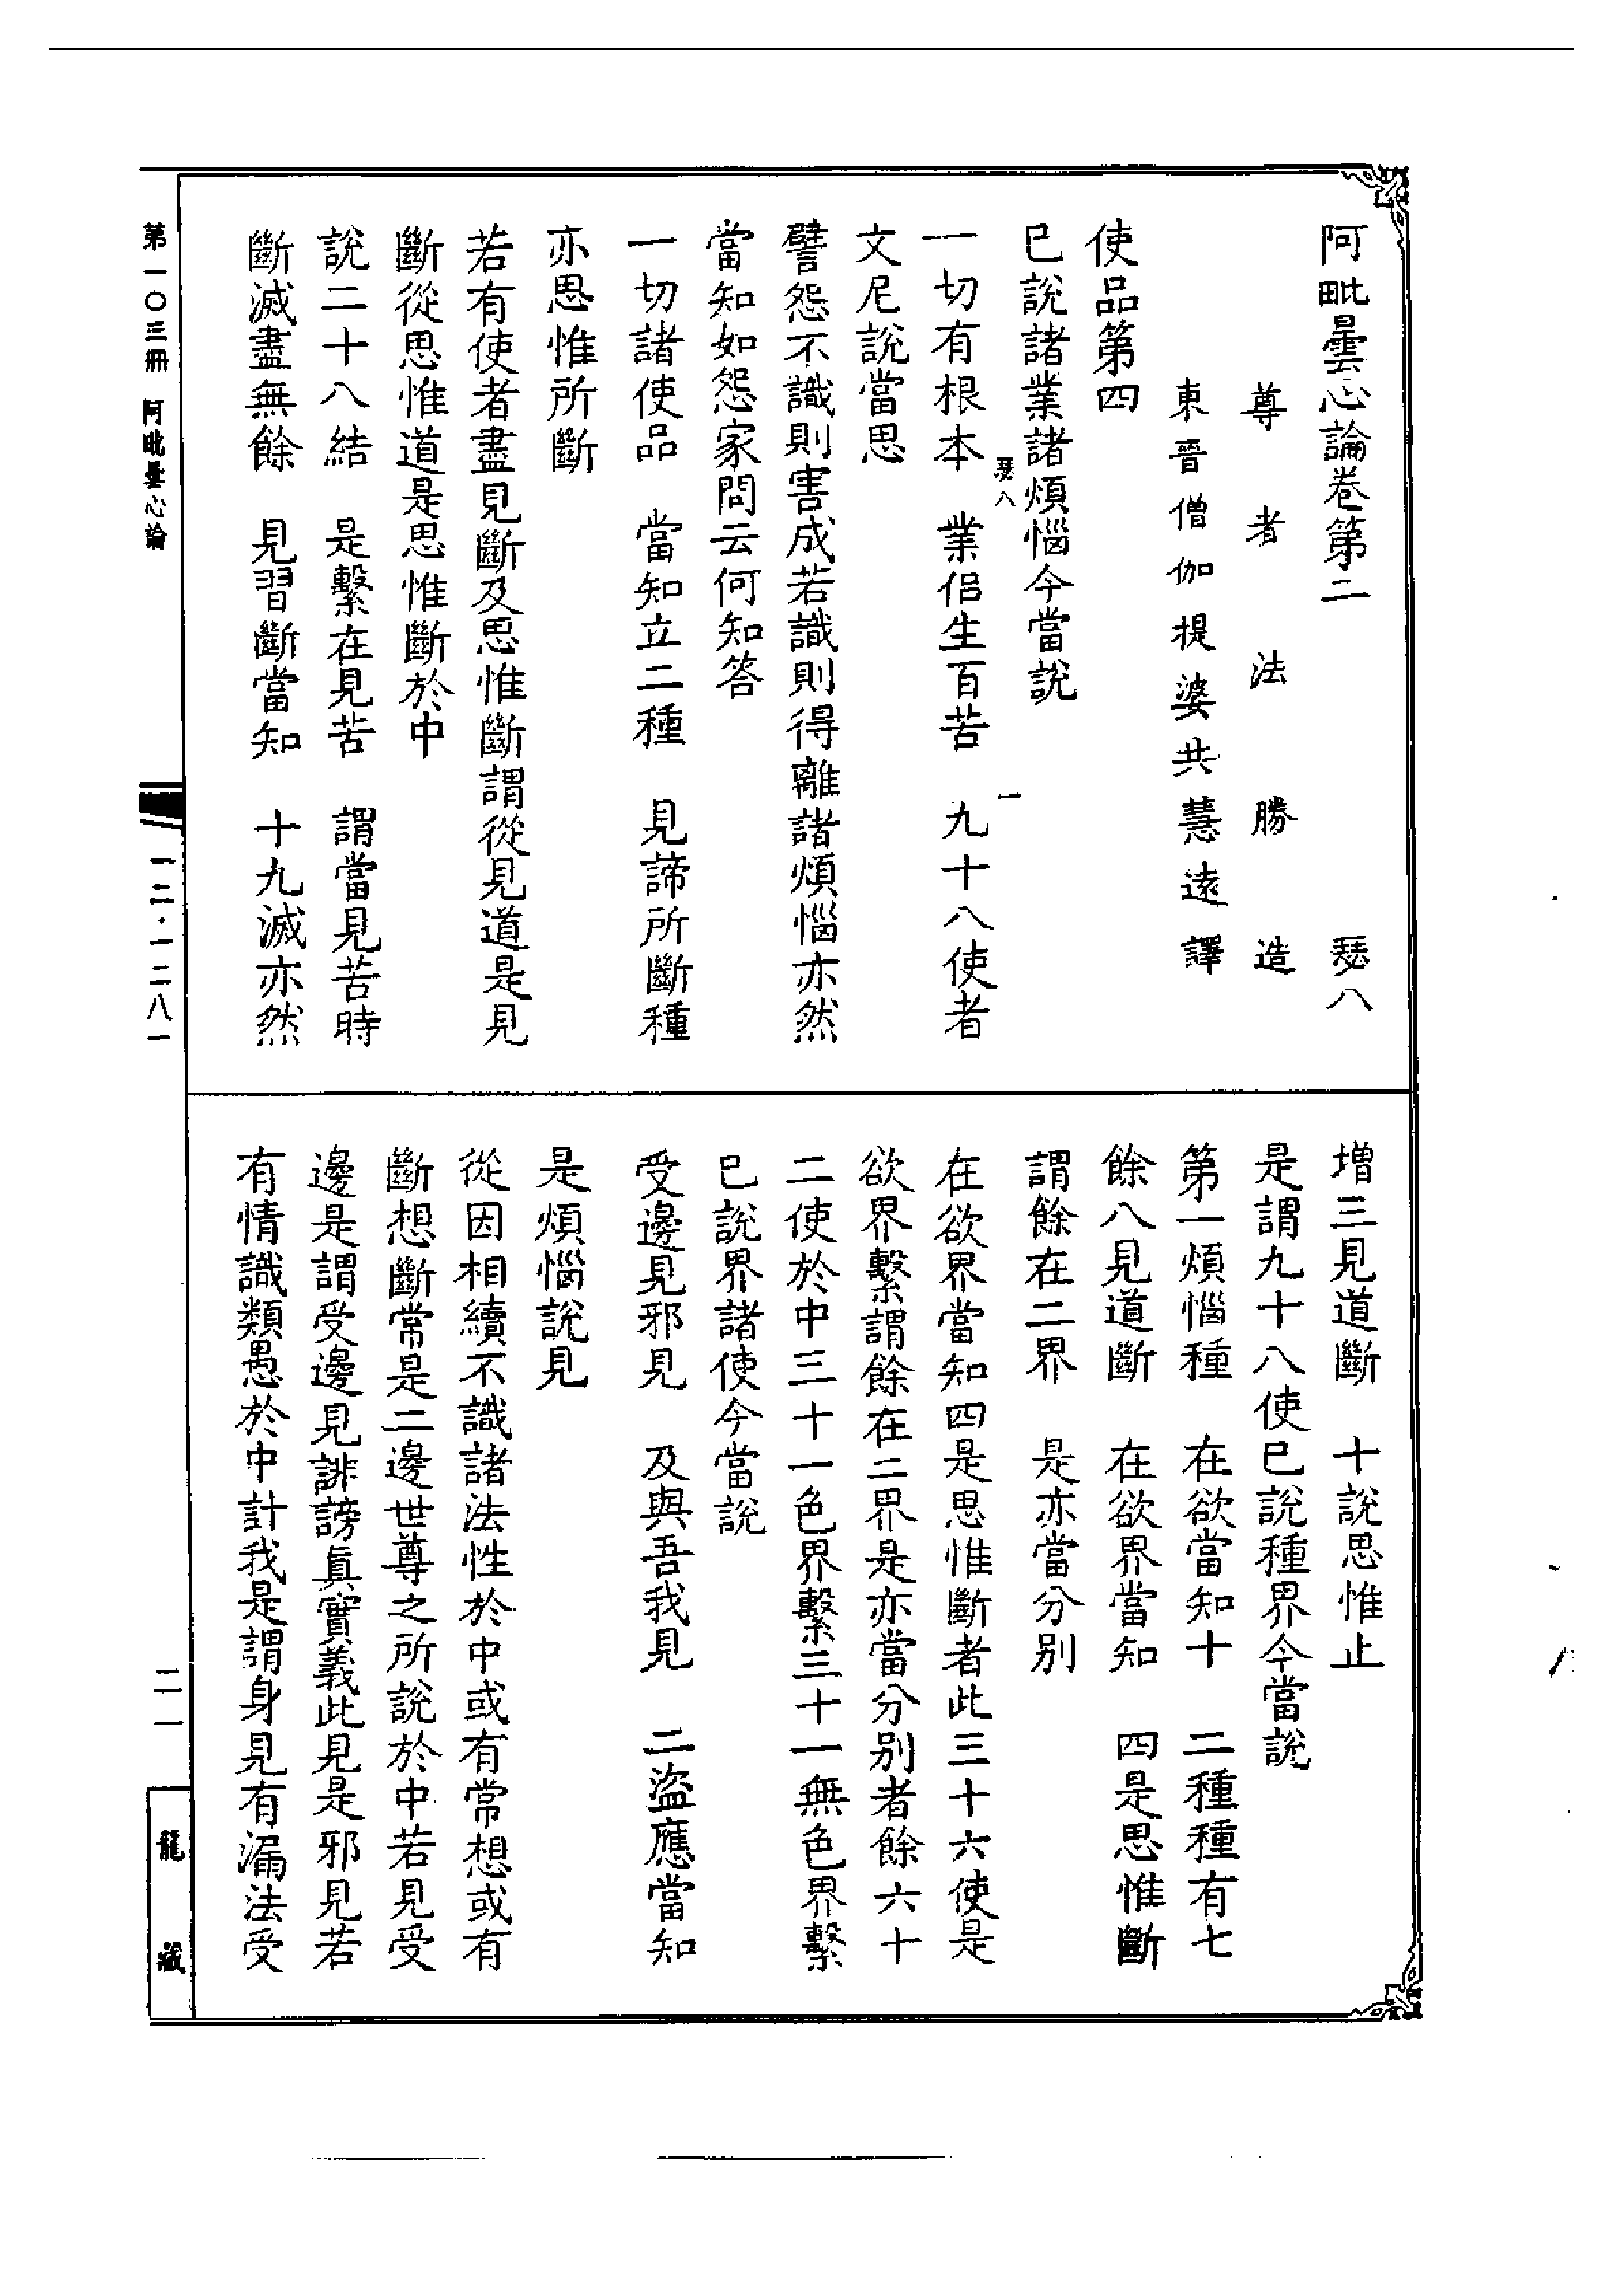 阿毗曇心論卷第二　瑟八
尊者法勝造
東晉僧伽提婆共慧遠譯
使品第四
已說諸業諸煩惱今當說
瑟八　一
一切有根本　業侶生百苦　九十八使者
文尼說當思
譬怨不識則害成若識則得離諸煩惱亦然
當知如怨家問云何知答
一切諸使品　當知立二種　見諦所斷種
亦思惟所斷
若有使者盡見斷及思惟斷謂從見道是見
斷從思惟道是思惟斷於中
說二十八結　是繫在見苦　謂當見苦時
斷滅盡無餘　見習斷當知　十九滅亦然
增三見道斷　十說思惟止
是謂九十八使已說種界今當說
第一煩惱種　在欲當知十　二種種有七
餘八見道斷　在欲界當知　四是思惟斷
謂餘在二界　是亦當分別
在欲界當知四是思惟斷者此三十六使是
欲界繫謂餘在二界是亦當分別者餘六十
二使於中三十一色界繫三十一無色界繫
已說界諸使今當說
受邊見邪見　及與吾我見　二盜應當知
是煩惱說見
從因相續不識諸法性於中或有常想或有
斷想斷常是二邊世尊之所說於中若見受
邊是謂受邊見誹謗真實義此見是邪見若
有情識類愚於中計我是謂身見有漏法受
第一〇三冊　阿毗曇心論
一二·一二八一
二一
龍藏